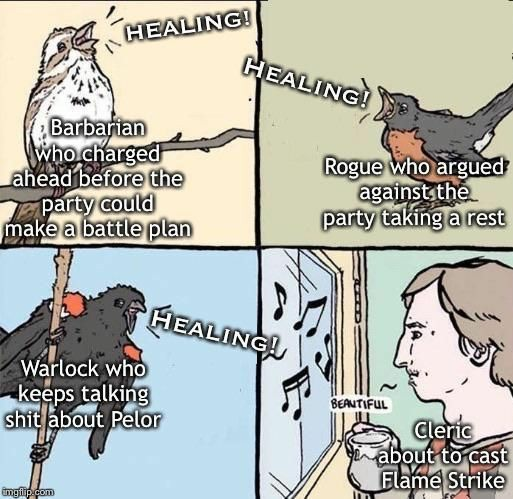 HEALING!
Barbarian
who charged
ahead before the
party could
make a battle plan
HEALING!
Rogue who argued
against the
party taking a rest
HEALING!
Warlock who
keeps talking
shit about Pelor
BEAUTIFUL
Cleric
about to cast
Flame Strike
imgflip.com